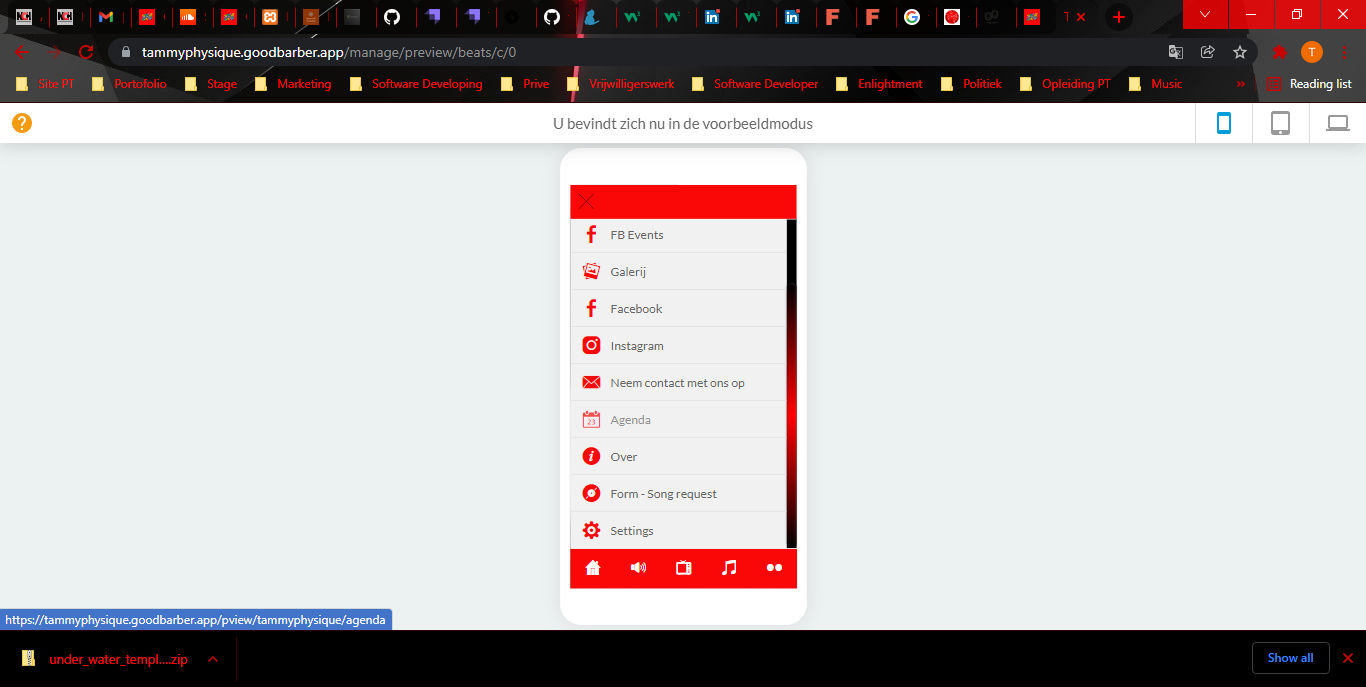 tammyphysique.goodbarber.app/manage/preview/beats/c/0
T
Site PT Portofolio Stage Marketing Software Developing Prive Vrijwilligerswerk Software Developer Enlightment Politiek Opleiding PT Music » Reading list
? U bevindt zich nu in de voorbeeldmodus
FB Events
Galerij
Facebook
Instagram
Neem contact met ons op
23 Agenda
Over
Form - Song request
Settings
https://tammyphysique.goodbarber.app/pview/tammyphysique/agenda
under_water_templ....zip
Show all